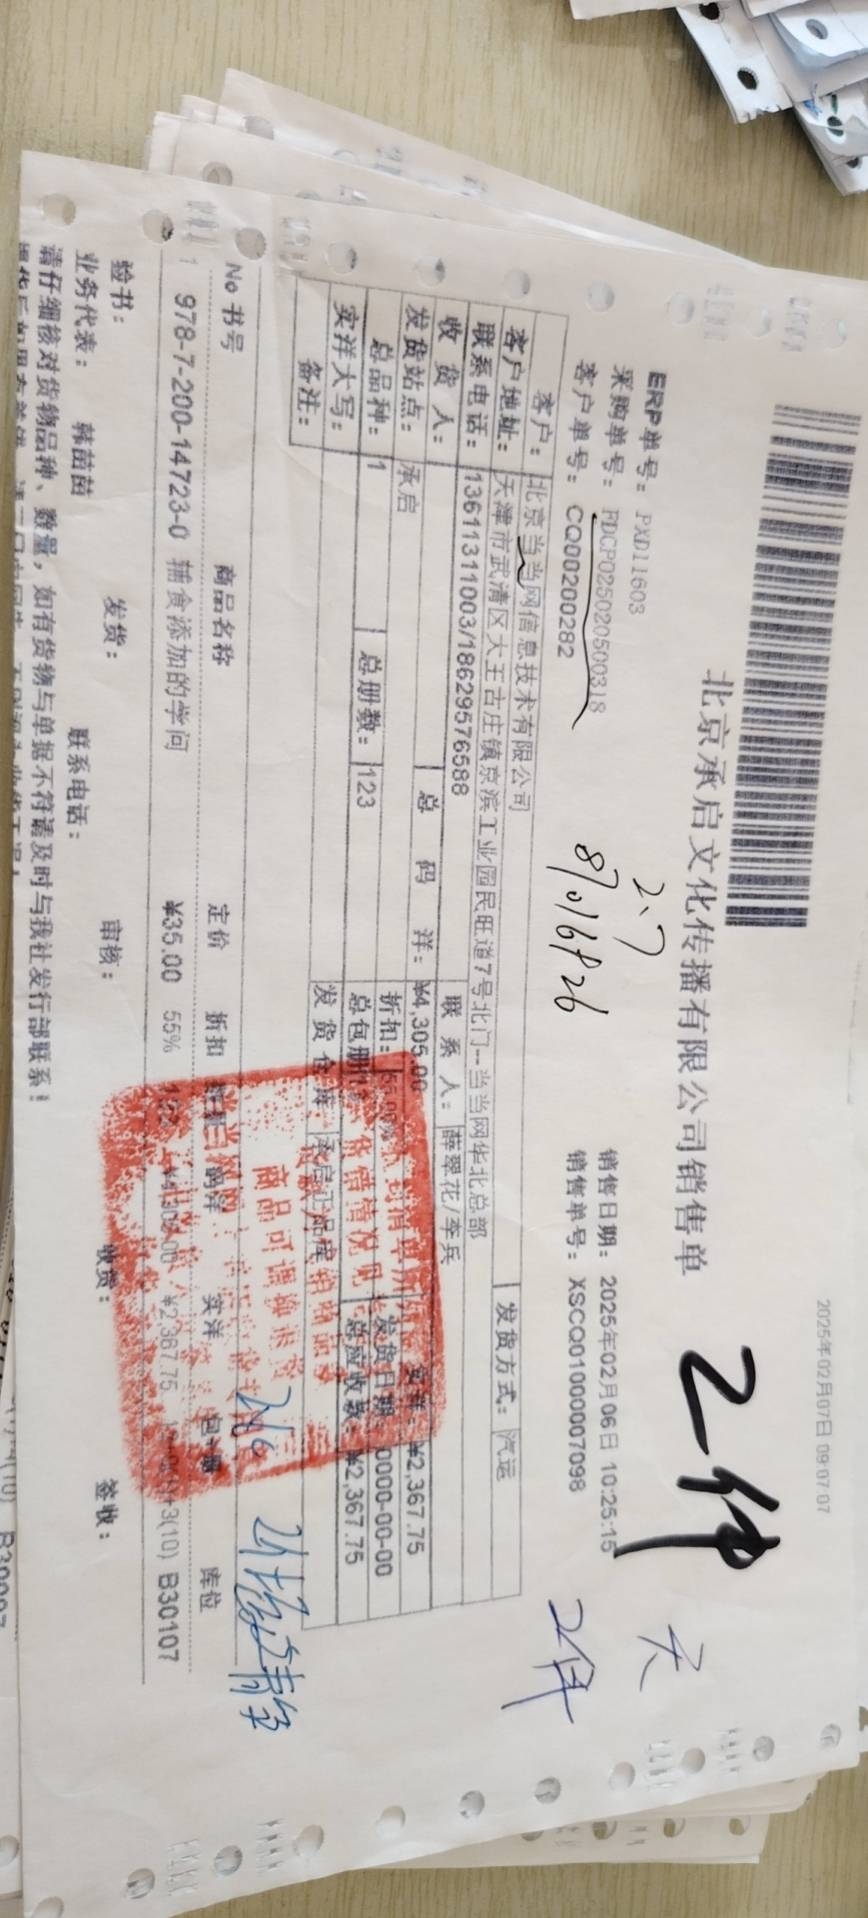 2025年02月07日 09:07:07
北京承启文化传播有限公司销售单
2件
ERP单号: PXD11603
2.7
天
采购单号: FDCP025020500318
销售日期: 2025年02月06日 10:25:15
客户单号: CQ00200282
87016926
销售单号: XSCQ01000007098
2件
客户: 北京当当网信息技术有限公司
客户地址: 天津市武清区大王古庄镇京滨工业园民旺道7号北门--当当网华北总部
发货方式: 汽运
联系电话: 13611311003/18629576588
收货人:
联系人: 薛翠花/李兵
发货站点: 承启
总码洋: ¥4,305.00
实洋: ¥2,367.75
总品种: 1
总册数: 123
折扣:
发货日期 0000-00-00
实洋大写:
总包册
总应收款: ¥2,367.75
备注:
发货仓库 承启正品库
商品可调换
No 书号 商品名称 定价 折扣 码洋 实洋 库位
1 978-7-200-14723-0 辅食添加的学问 ¥35.00 55% ¥2,367.75 3(10) B30107
验书: 发货: 审核: 收货: 签收:
业务代表: 韩苗苗 联系电话:
请仔细核对货物品种、数量，如有货物与单据不符请及时与我社发行部联系!